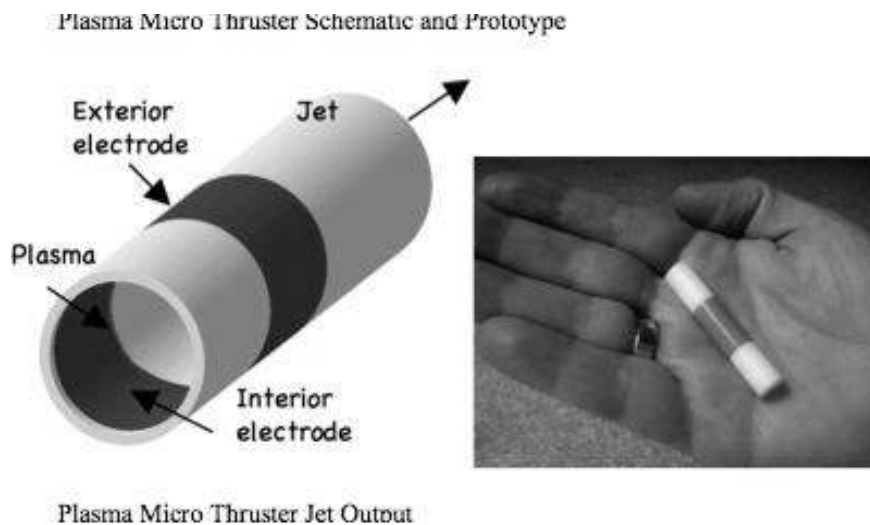 Plasma Micro Thruster Schematic and Prototype
Exterior
electrode
Jet
Plasma
Interior
electrode
Plasma Micro Thruster Jet Output